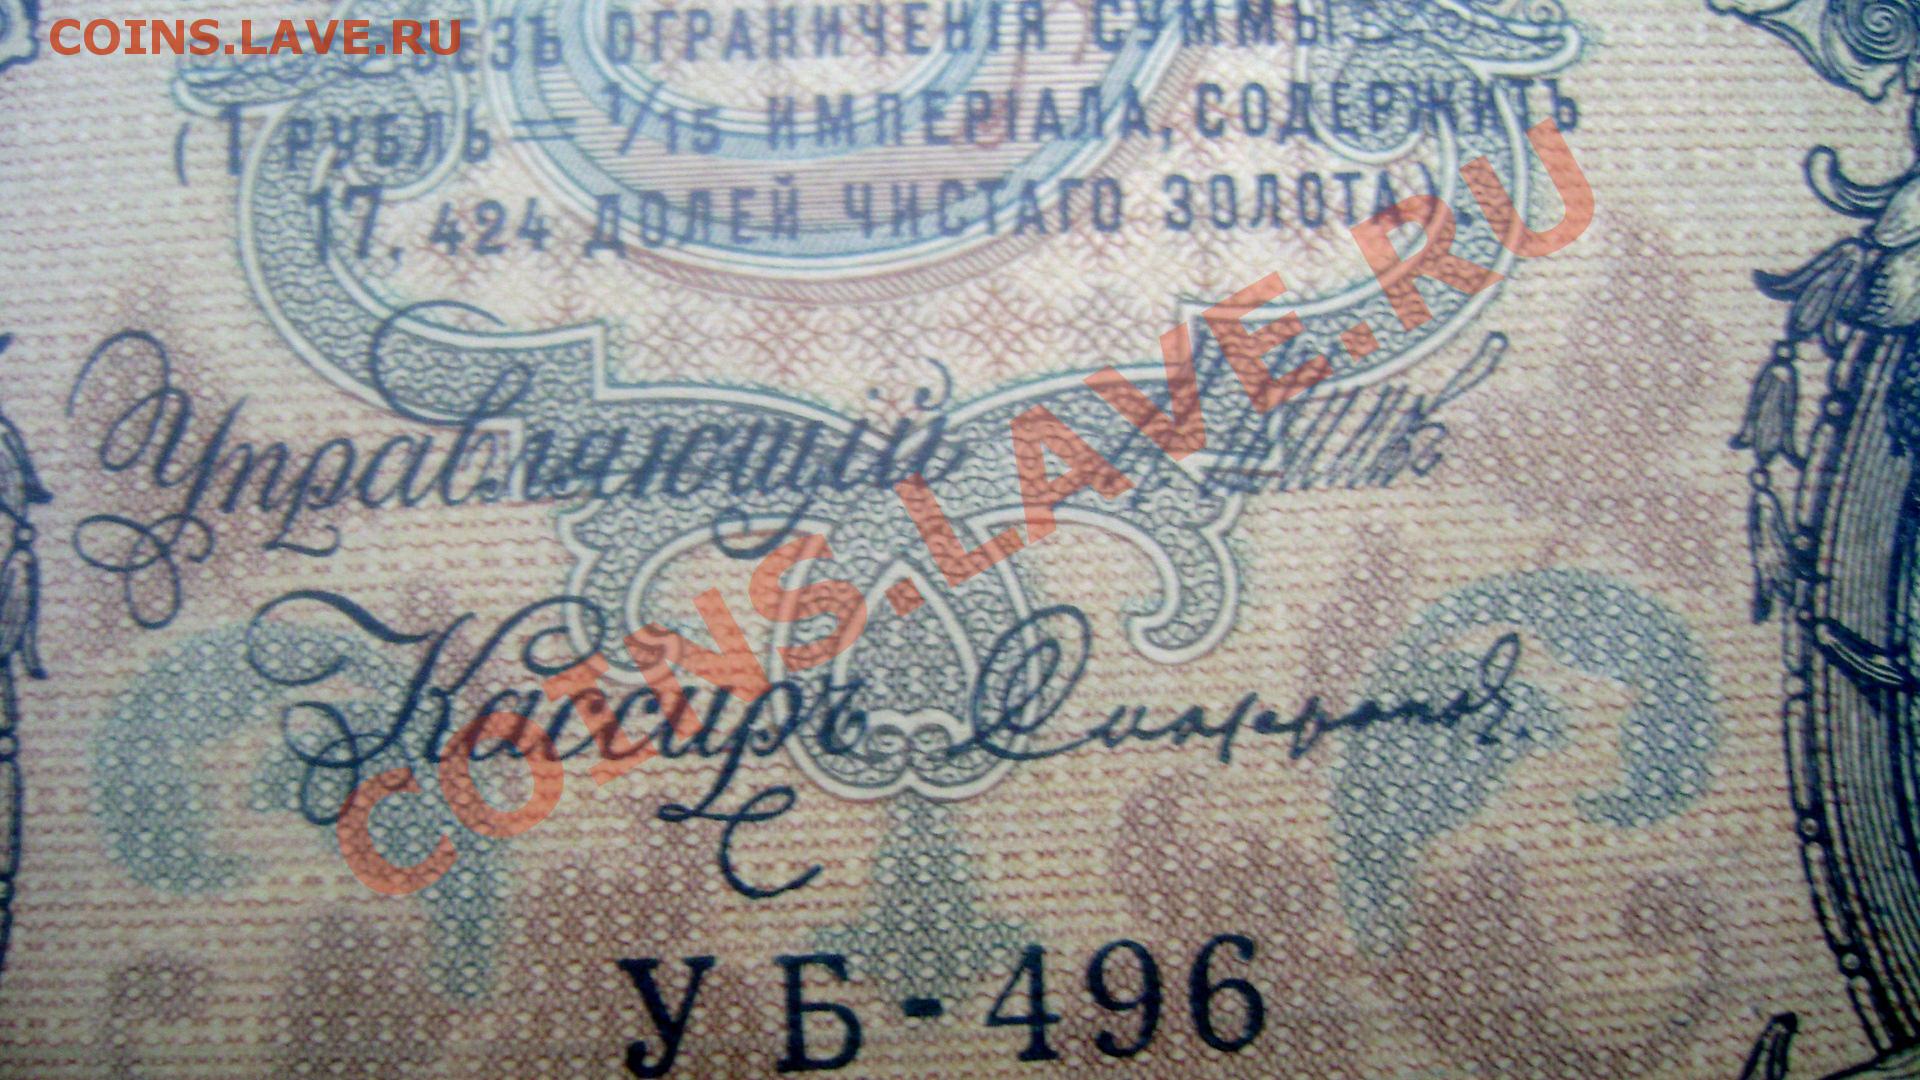 COINS.LAVE.RU
БЕЗЪ ОГРАНИЧЕНІЯ СУММЫ
(1 РУБЛЬ = 1/15 ИМПЕРІАЛА, СОДЕРЖИТЪ
17, 424 ДОЛЕЙ ЧИСТАГО ЗОЛОТА).
Управляющій
Кассиръ
COINS.LAVE.RU
УБ-496